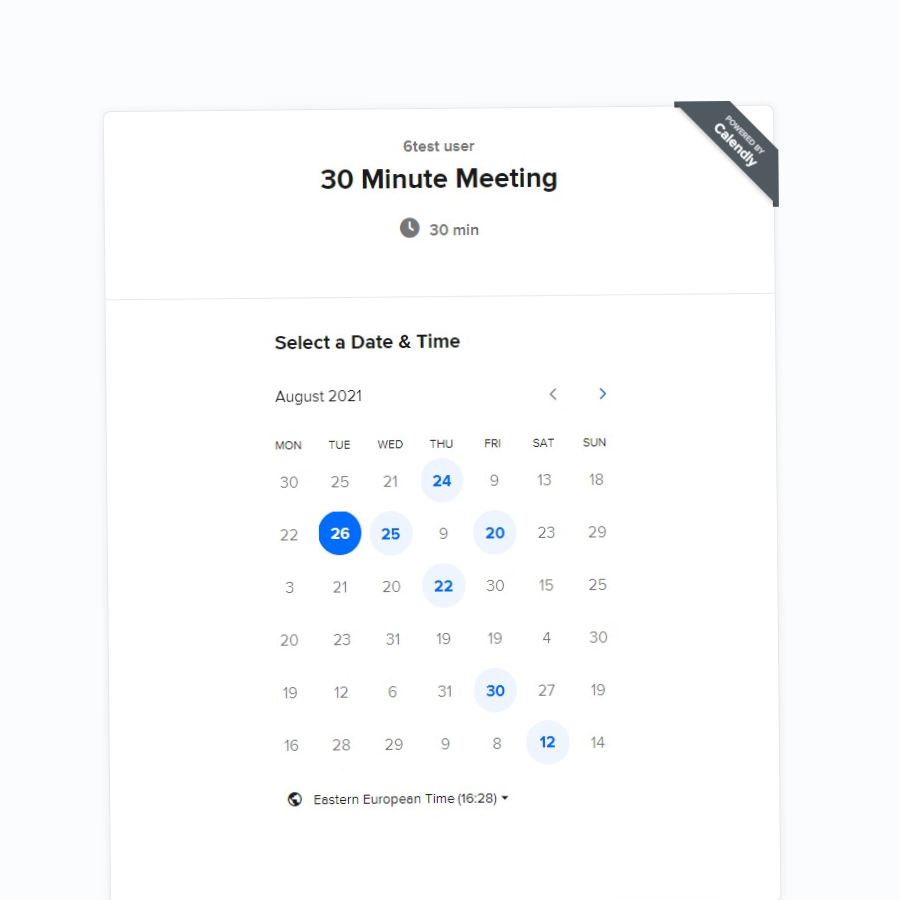 POWERED BY
Calendly
6test user
30 Minute Meeting
30 min
Select a Date & Time
August 2021
MON TUE WED THU FRI SAT SUN
30 25 21 24 9 13 18
22 26 25 9 20 23 29
3 21 20 22 30 15 25
20 23 31 19 19 4 30
19 12 6 31 30 27 19
16 28 29 9 8 12 14
Eastern European Time (16:28)